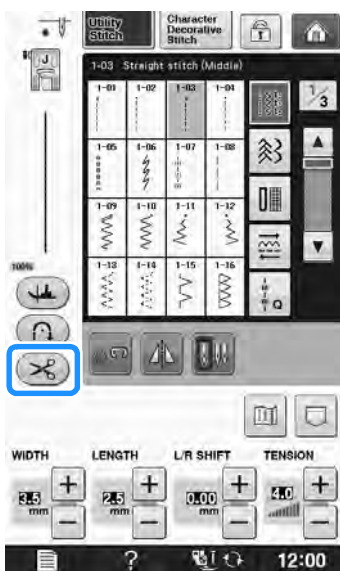 Utility
Stitch
Character
Decorative
Stitch
J
1-03 Straight stitch (Middle)
1-01 1-02 1-03 1-04
1/3
1-05 1-06 1-07 1-08
1-09 1-10 1-11 1-12
1-13 1-14 1-15 1-16
100%
Q
WIDTH LENGTH L/R SHIFT TENSION
3.5 mm + − 2.5 mm + − 0.00 mm + − 4.0 + −
? 12:00